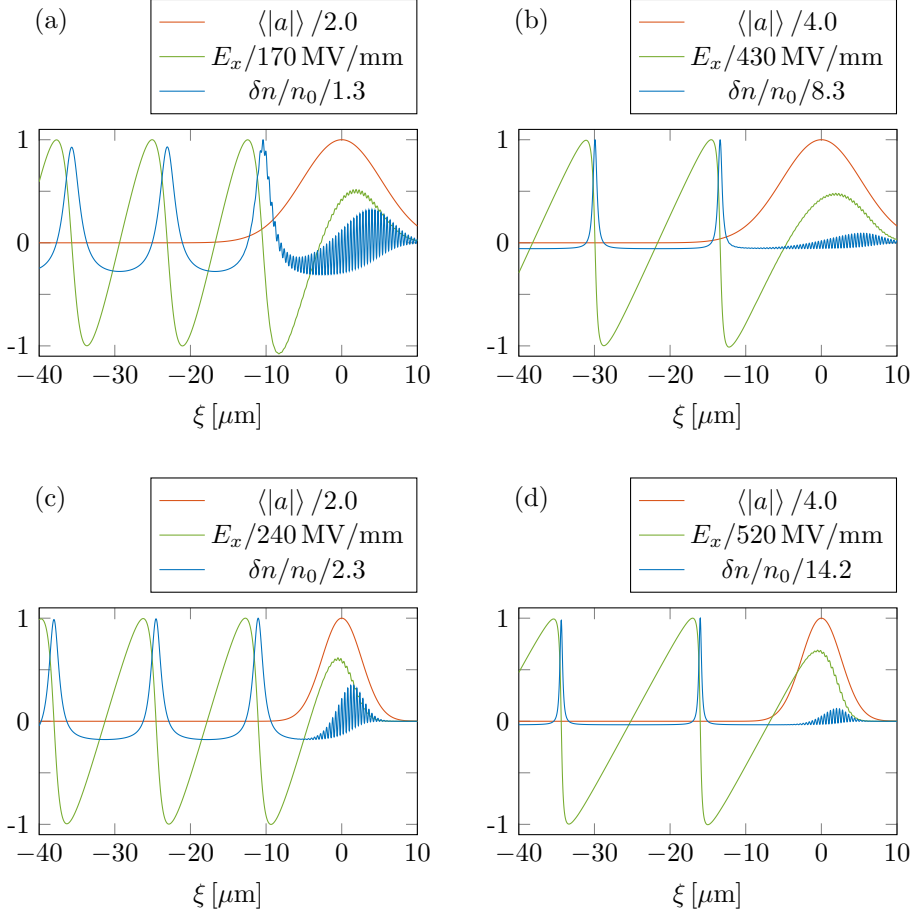 (a)
⟨|a|⟩ /2.0
E_x/170 MV/mm
δn/n_0/1.3
1
0
-1
−40 −30 −20 −10 0 10
ξ [μm]
(b)
⟨|a|⟩ /4.0
E_x/430 MV/mm
δn/n_0/8.3
1
0
-1
−40 −30 −20 −10 0 10
ξ [μm]
(c)
⟨|a|⟩ /2.0
E_x/240 MV/mm
δn/n_0/2.3
1
0
-1
−40 −30 −20 −10 0 10
ξ [μm]
(d)
⟨|a|⟩ /4.0
E_x/520 MV/mm
δn/n_0/14.2
1
0
-1
−40 −30 −20 −10 0 10
ξ [μm]